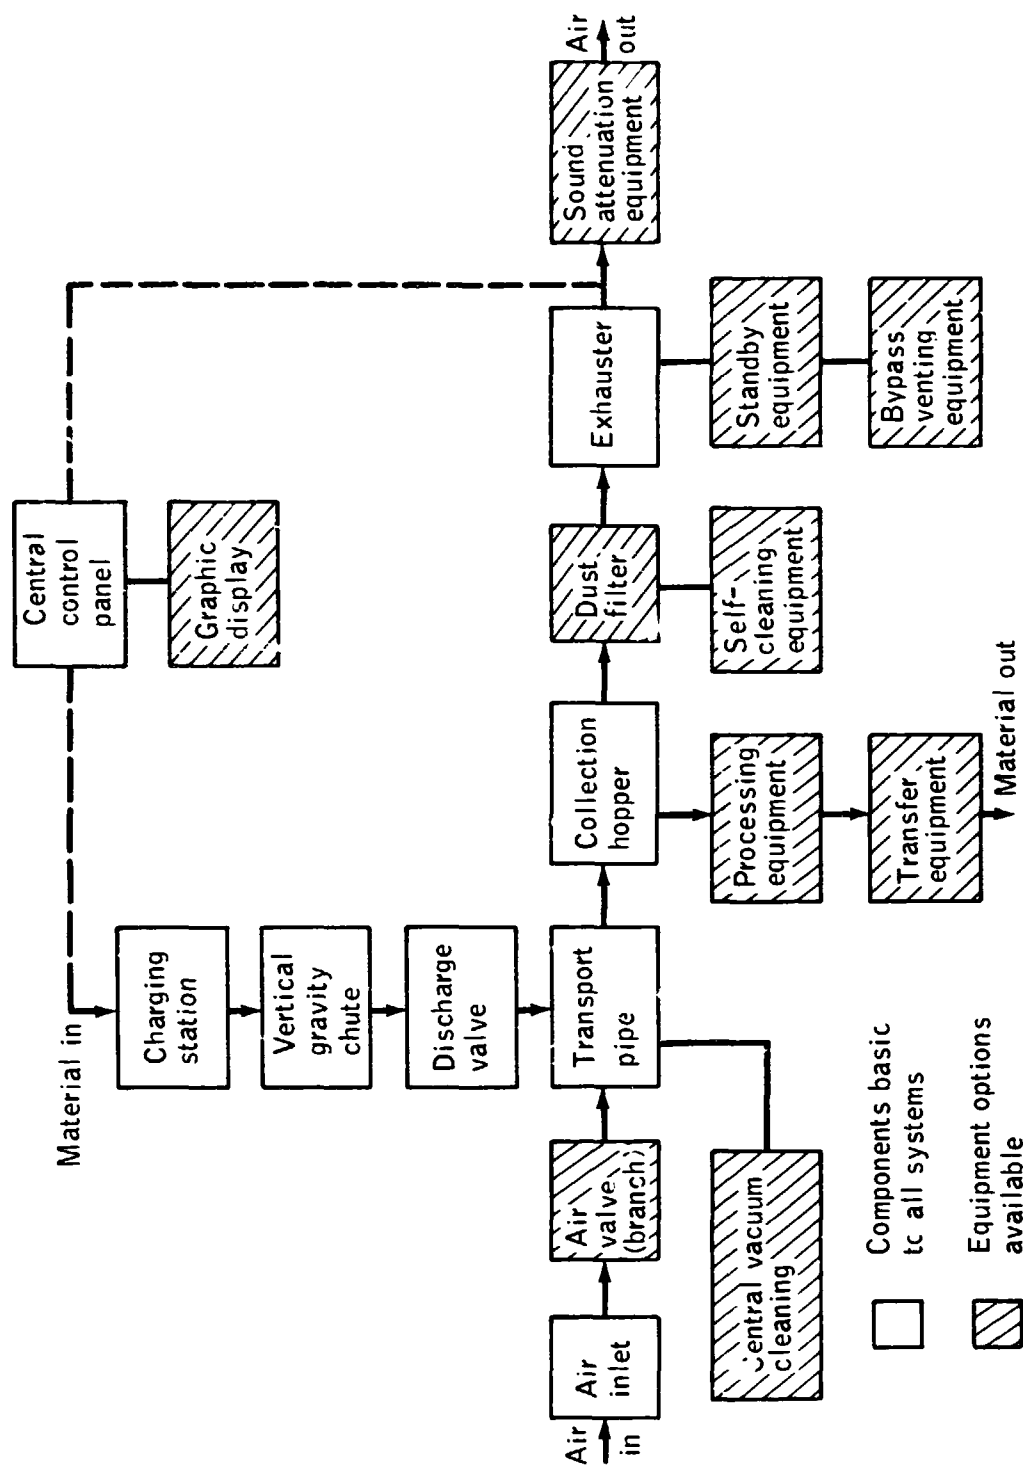 Central
control
panel
Graphic
display
Material in
Charging
station
Vertical
gravity
chute
Discharge
valve
Air
in
Air
inlet
Air
valve
(branch)
Transport
pipe
Collection
hopper
Dust
filter
Exhauster
Sound
attenuation
equipment
Air
out
Central vacuum
cleaning
Processing
equipment
Self-
cleaning
equipment
Standby
equipment
Transfer
equipment
Bypass
venting
equipment
Material out
Components basic
tc all systems
Equipment options
available